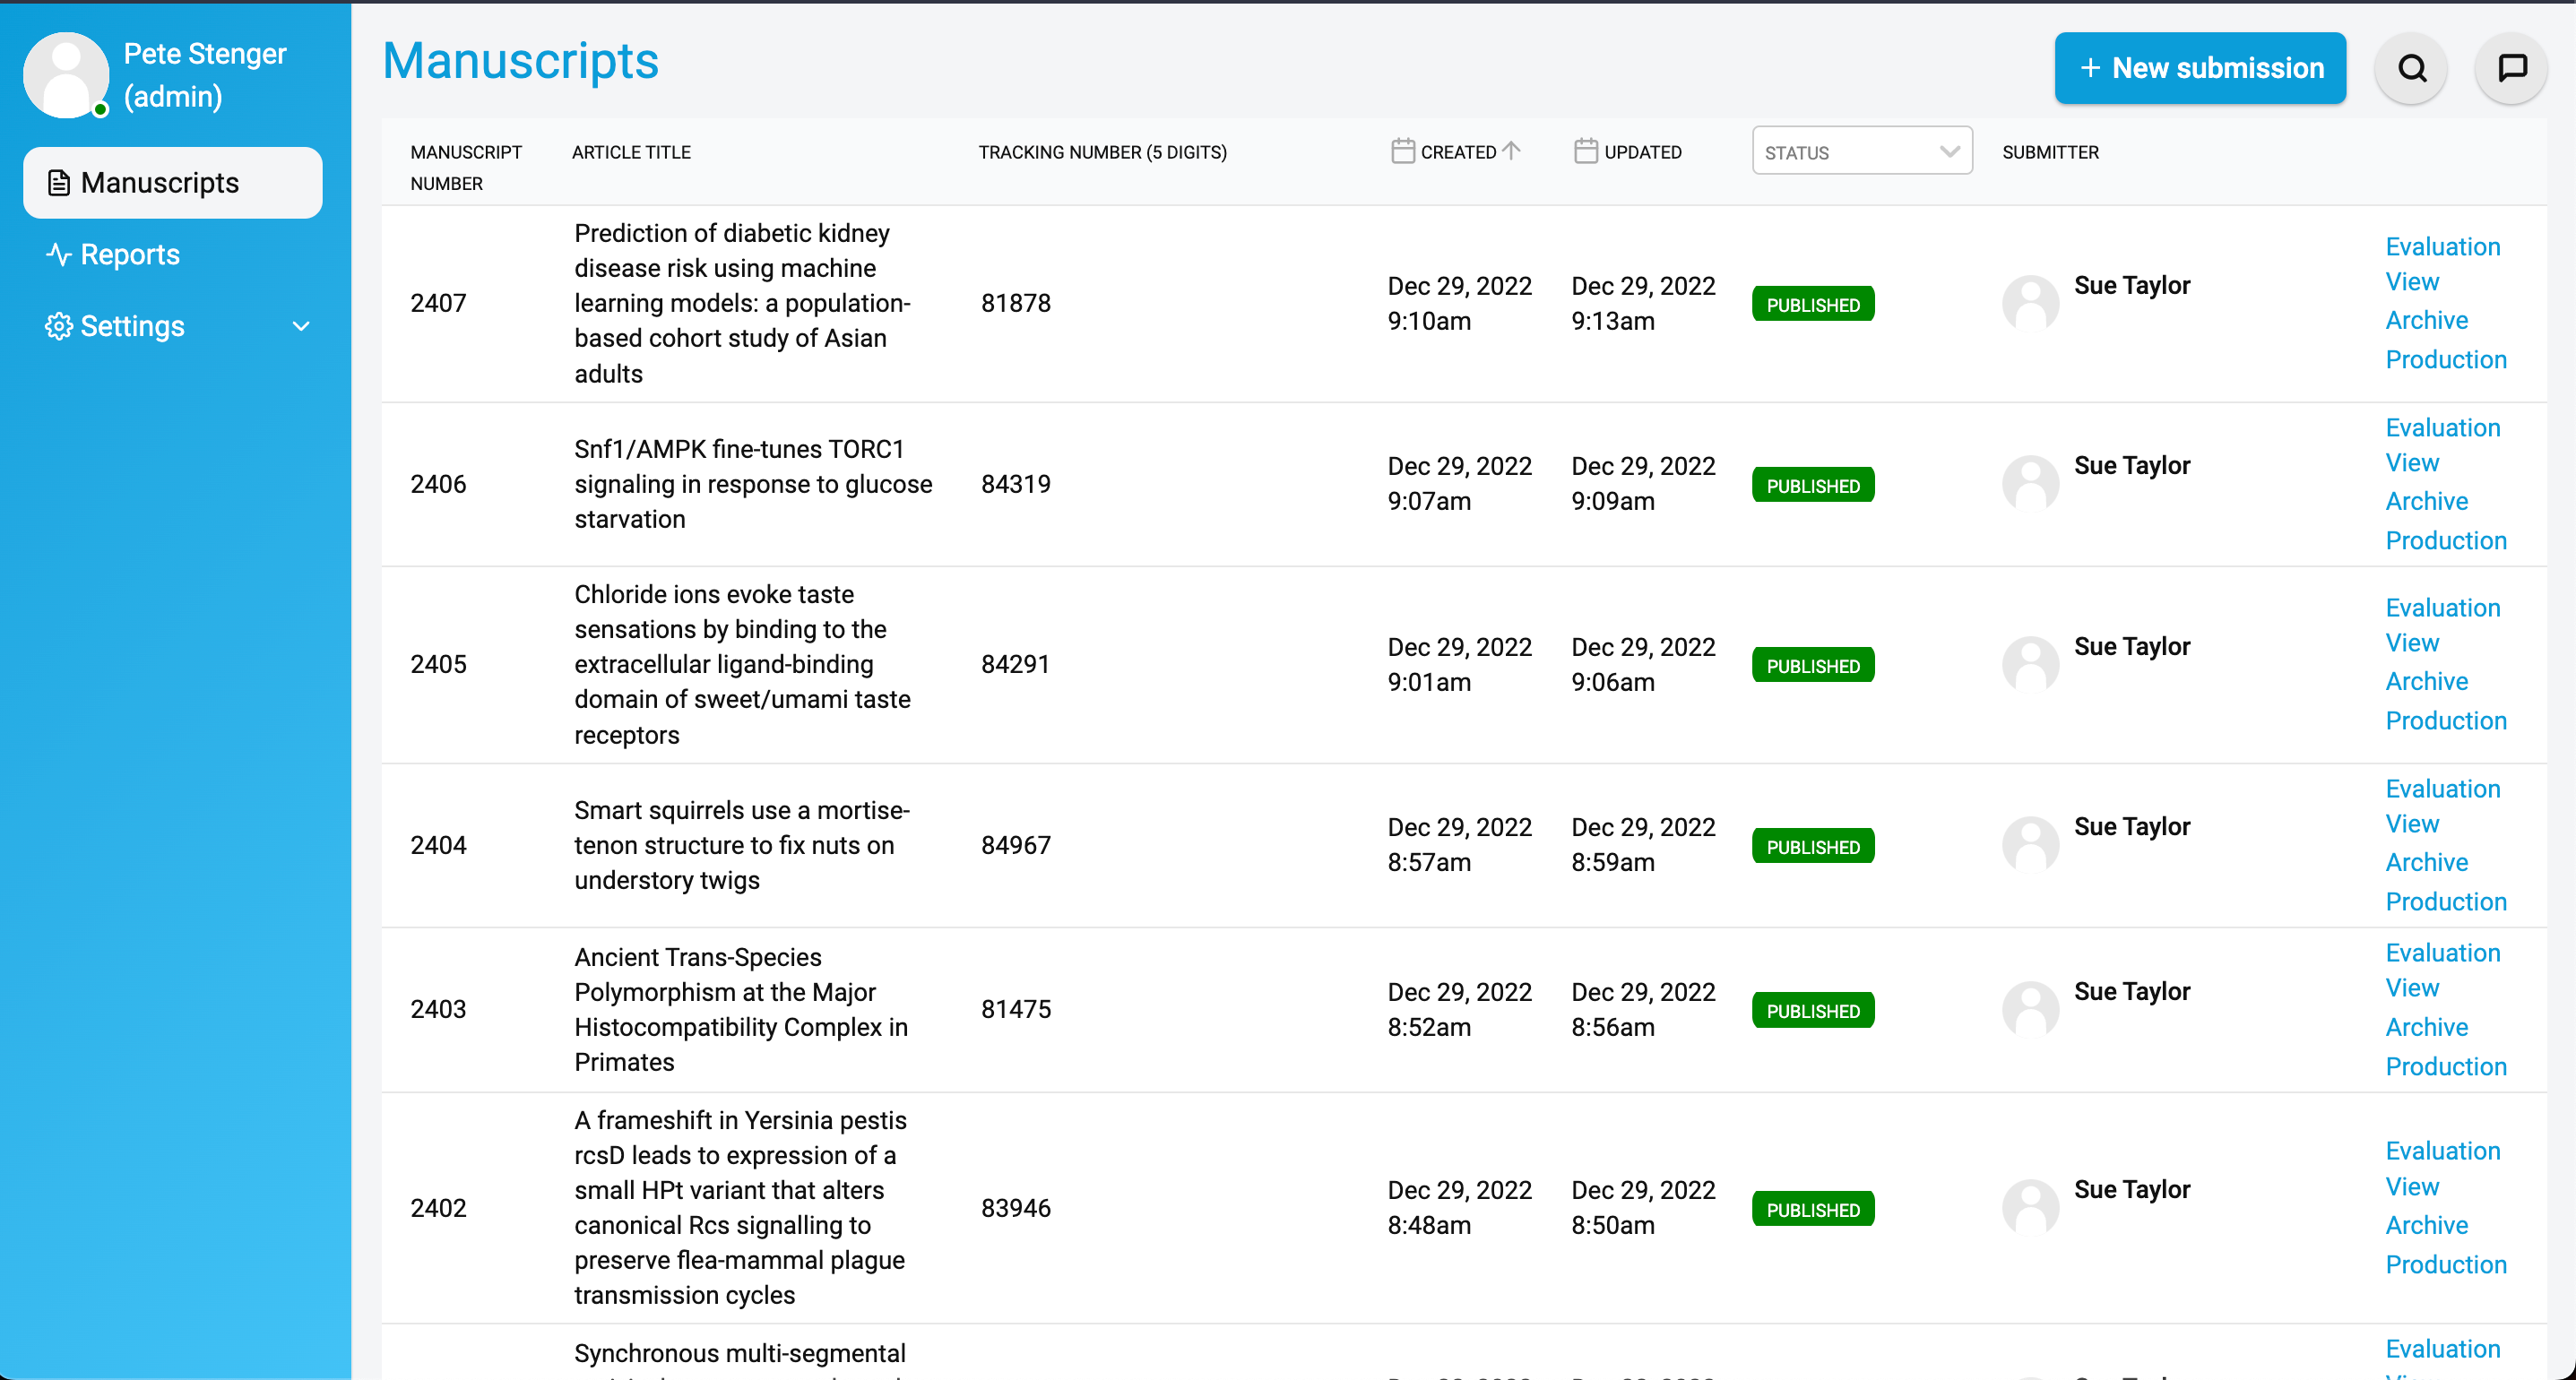 Pete Stenger
(admin)
Manuscripts
Reports
Settings
Manuscripts
+ New submission
MANUSCRIPT NUMBER
ARTICLE TITLE
TRACKING NUMBER (5 DIGITS)
CREATED
UPDATED
STATUS
SUBMITTER
2407
Prediction of diabetic kidney
disease risk using machine
learning models: a population-
based cohort study of Asian
adults
81878
Dec 29, 2022
9:10am
Dec 29, 2022
9:13am
PUBLISHED
Sue Taylor
Evaluation
View
Archive
Production
2406
Snf1/AMPK fine-tunes TORC1
signaling in response to glucose
starvation
84319
Dec 29, 2022
9:07am
Dec 29, 2022
9:09am
PUBLISHED
Sue Taylor
Evaluation
View
Archive
Production
2405
Chloride ions evoke taste
sensations by binding to the
extracellular ligand-binding
domain of sweet/umami taste
receptors
84291
Dec 29, 2022
9:01am
Dec 29, 2022
9:06am
PUBLISHED
Sue Taylor
Evaluation
View
Archive
Production
2404
Smart squirrels use a mortise-
tenon structure to fix nuts on
understory twigs
84967
Dec 29, 2022
8:57am
Dec 29, 2022
8:59am
PUBLISHED
Sue Taylor
Evaluation
View
Archive
Production
2403
Ancient Trans-Species
Polymorphism at the Major
Histocompatibility Complex in
Primates
81475
Dec 29, 2022
8:52am
Dec 29, 2022
8:56am
PUBLISHED
Sue Taylor
Evaluation
View
Archive
Production
2402
A frameshift in Yersinia pestis
rcsD leads to expression of a
small HPt variant that alters
canonical Rcs signalling to
preserve flea-mammal plague
transmission cycles
83946
Dec 29, 2022
8:48am
Dec 29, 2022
8:50am
PUBLISHED
Sue Taylor
Evaluation
View
Archive
Production
Synchronous multi-segmental
Evaluation